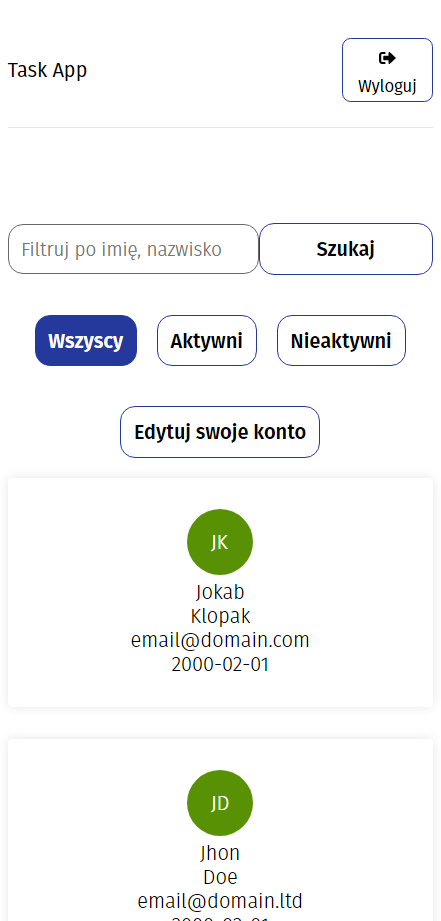 Task App
Wyloguj
Filtruj po imię, nazwisko
Szukaj
Wszyscy
Aktywni
Nieaktywni
Edytuj swoje konto
JK
Jokab
Klopak
email@domain.com
2000-02-01
JD
Jhon
Doe
email@domain.ltd